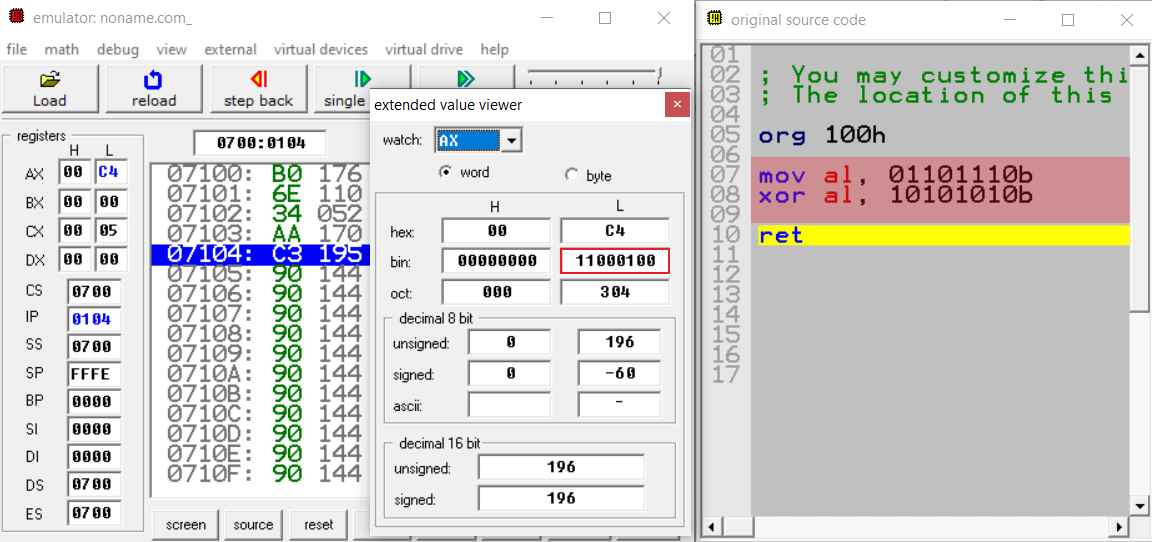 emulator: noname.com_
file math debug view external virtual devices virtual drive help
Load reload step back single
registers
H L
AX 00 C4
BX 00 00
CX 00 05
DX 00 00
CS 0700
IP 0104
SS 0700
SP FFFE
BP 0000
SI 0000
DI 0000
DS 0700
ES 0700
0700:0104
07100: B0 176
07101: 6E 110
07102: 34 052
07103: AA 170
07104: C3 195
07105: 90 144
07106: 90 144
07107: 90 144
07108: 90 144
07109: 90 144
0710A: 90 144
0710B: 90 144
0710C: 90 144
0710D: 90 144
0710E: 90 144
0710F: 90 144
screen source reset
extended value viewer
watch: AX
word byte
H L
hex: 00 C4
bin: 00000000 11000100
oct: 000 304
decimal 8 bit
unsigned: 0 196
signed: 0 -60
ascii: -
decimal 16 bit
unsigned: 196
signed: 196
original source code
01
02 ; You may customize thi
03 ; The location of this
04
05 org 100h
06
07 mov al, 01101110b
08 xor al, 10101010b
09
10 ret
11
12
13
14
15
16
17